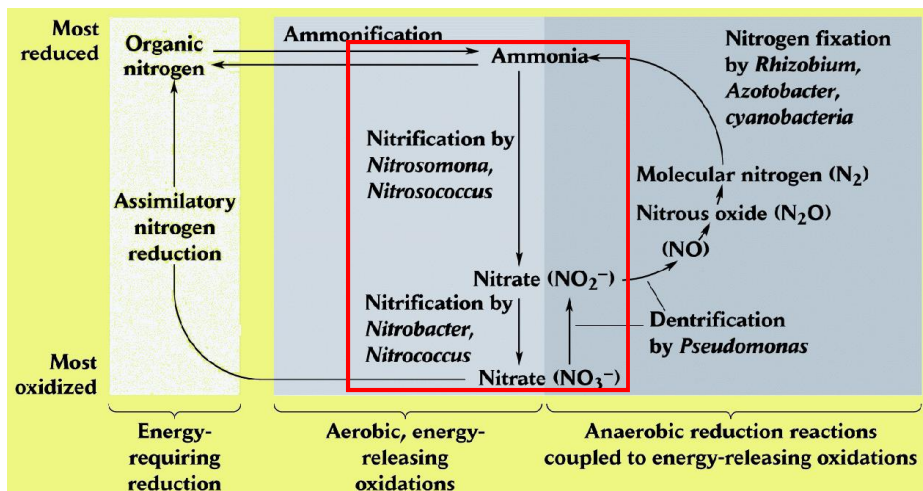 Most
reduced
Organic
nitrogen
Ammonification
Ammonia
Nitrogen fixation
by Rhizobium,
Azotobacter,
cyanobacteria
Nitrification by
Nitrosomona,
Nitrosococcus
Molecular nitrogen (N₂)
Nitrous oxide (N₂O)
(NO)
Assimilatory
nitrogen
reduction
Nitrate (NO₂⁻)
Nitrification by
Nitrobacter,
Nitrococcus
Dentrification
by Pseudomonas
Most
oxidized
Nitrate (NO₃⁻)
Energy-
requiring
reduction
Aerobic, energy-
releasing
oxidations
Anaerobic reduction reactions
coupled to energy-releasing oxidations